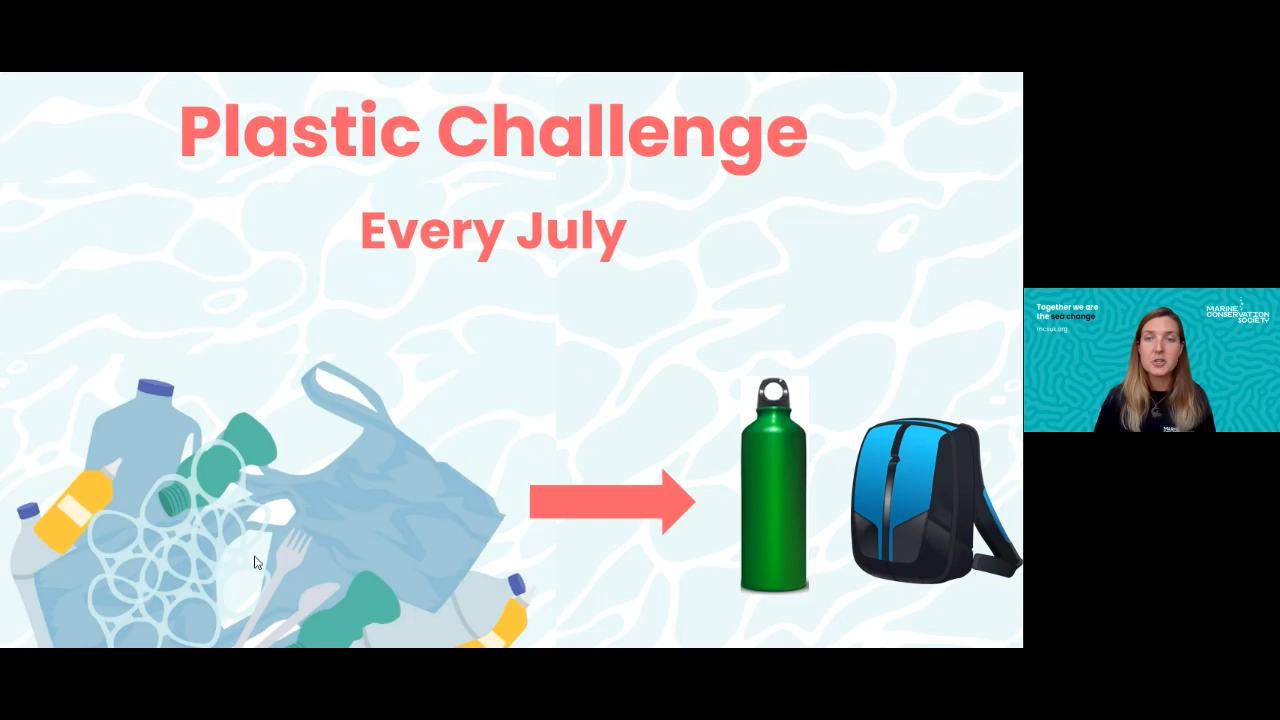 Plastic Challenge
Every July
Together we are
the sea change
mcsuk.org
MARINE
CONSERVATION
SOCIETY